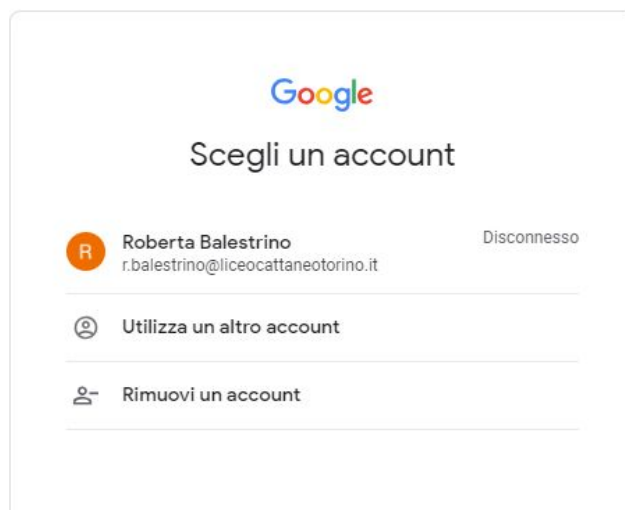 Google
Scegli un account
R
Roberta Balestrino
Disconnesso
r.balestrino@liceocattaneotorino.it
Utilizza un altro account
Rimuovi un account